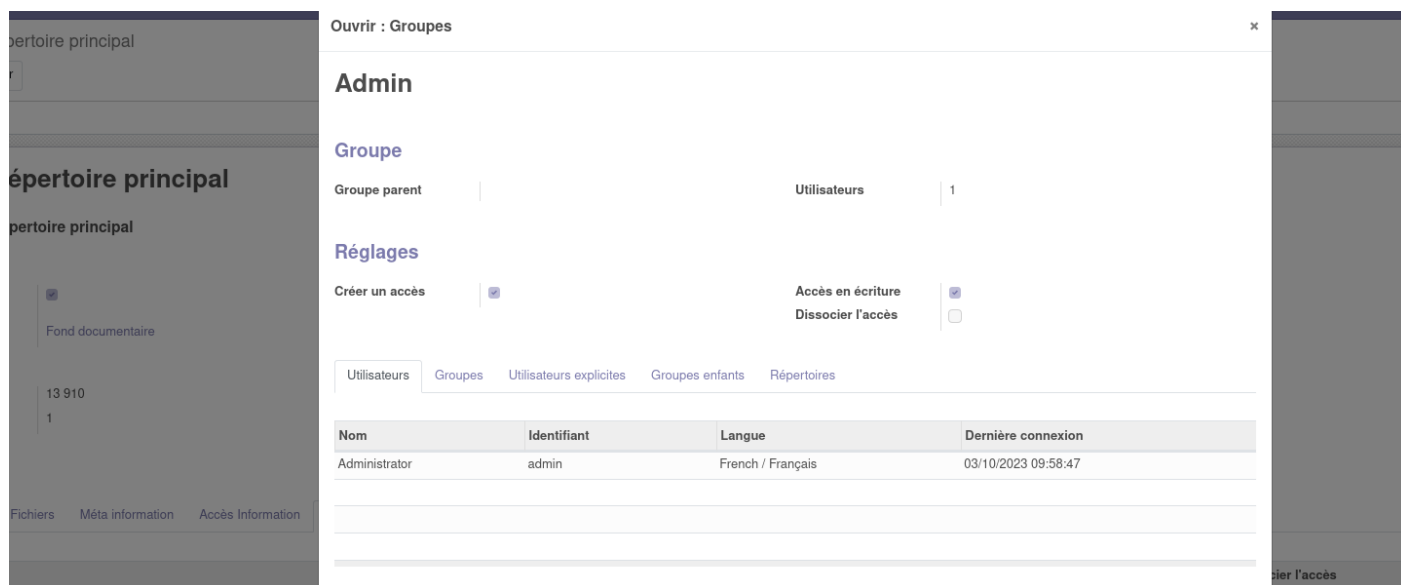 Ouvrir : Groupes ×
pertoire principal
r
Admin
Groupe
épertoire principal
Groupe parent Utilisateurs 1
pertoire principal
Réglages
Créer un accès Accès en écriture
Dissocier l'accès
Fond documentaire
Utilisateurs Groupes Utilisateurs explicites Groupes enfants Répertoires
13 910
1
Nom Identifiant Langue Dernière connexion
Administrator admin French / Français 03/10/2023 09:58:47
Fichiers Méta information Accès Information
cier l'accès